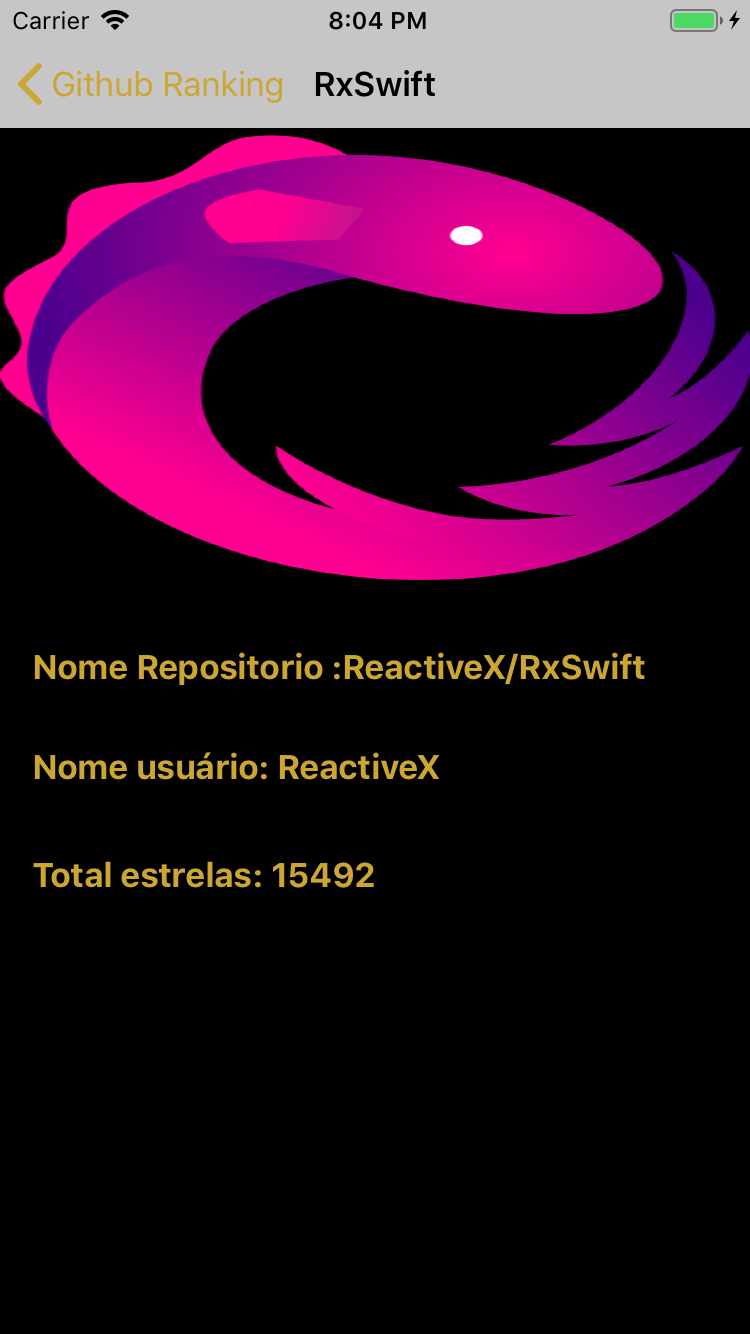 Carrier 8:04 PM
Github Ranking RxSwift
Nome Repositorio :ReactiveX/RxSwift
Nome usuário: ReactiveX
Total estrelas: 15492